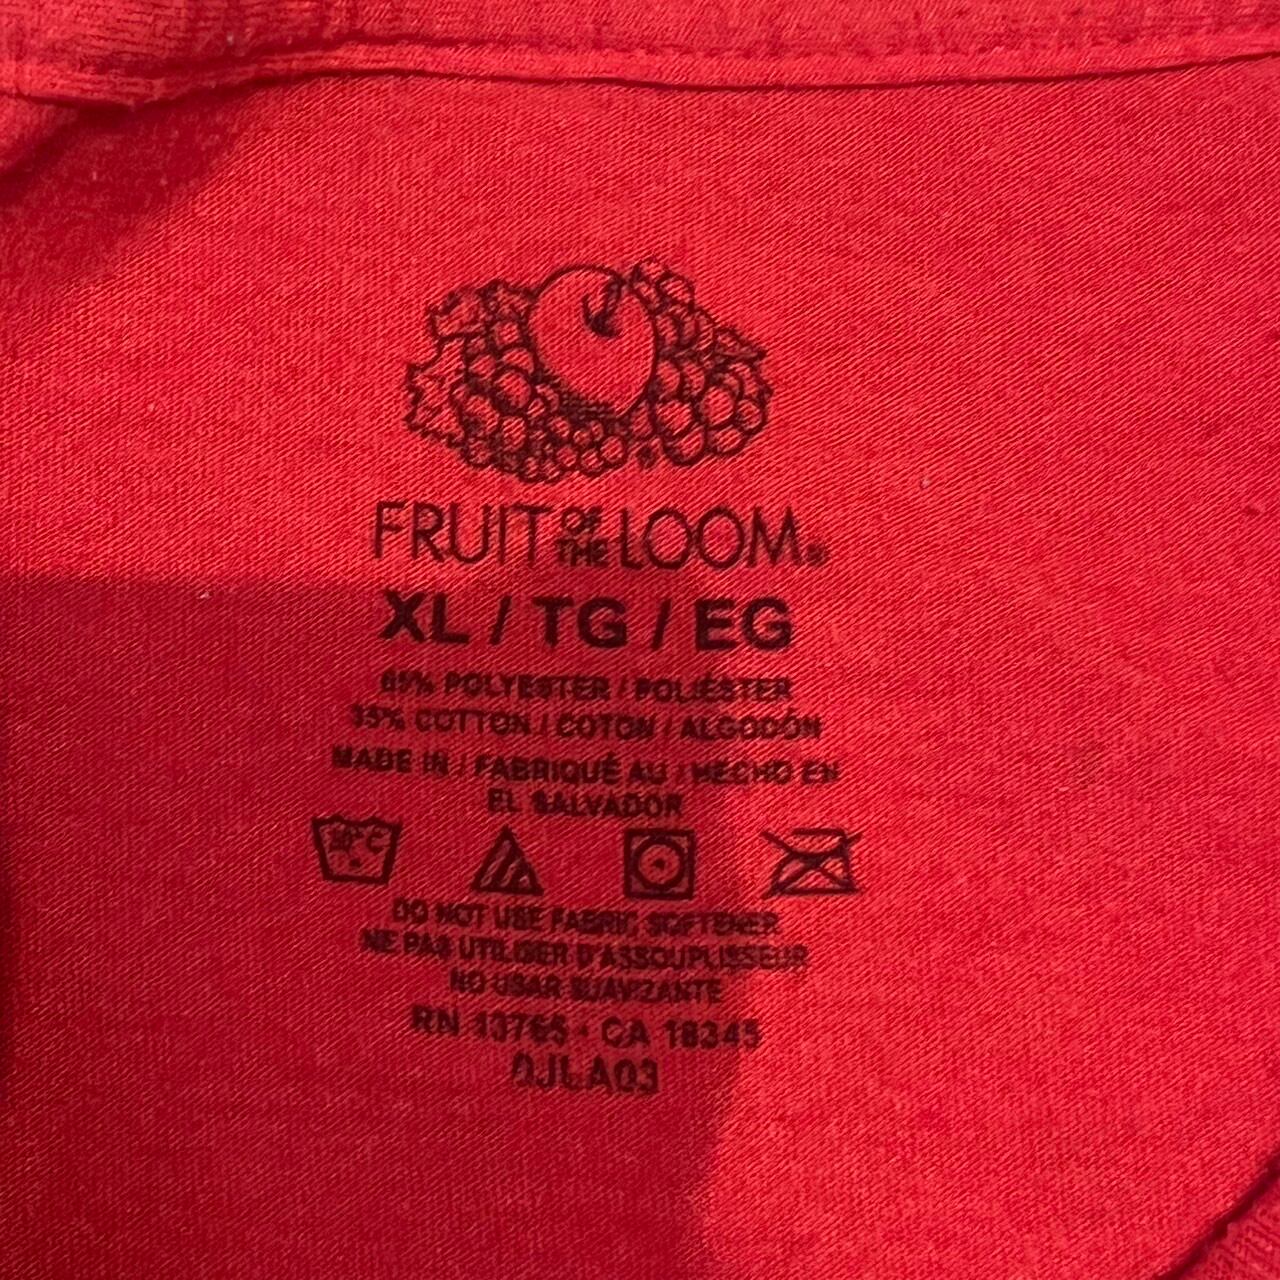 FRUIT OF THE LOOM®
XL / TG / EG
65% POLYESTER / POLIÉSTER
35% COTTON / COTON / ALGODÓN
MADE IN / FABRIQUÉ AU / HECHO EN
EL SALVADOR
DO NOT USE FABRIC SOFTENER
NE PAS UTILISER D'ASSOUPLISSEUR
NO USAR SUAVIZANTE
RN 13765 · CA 18345